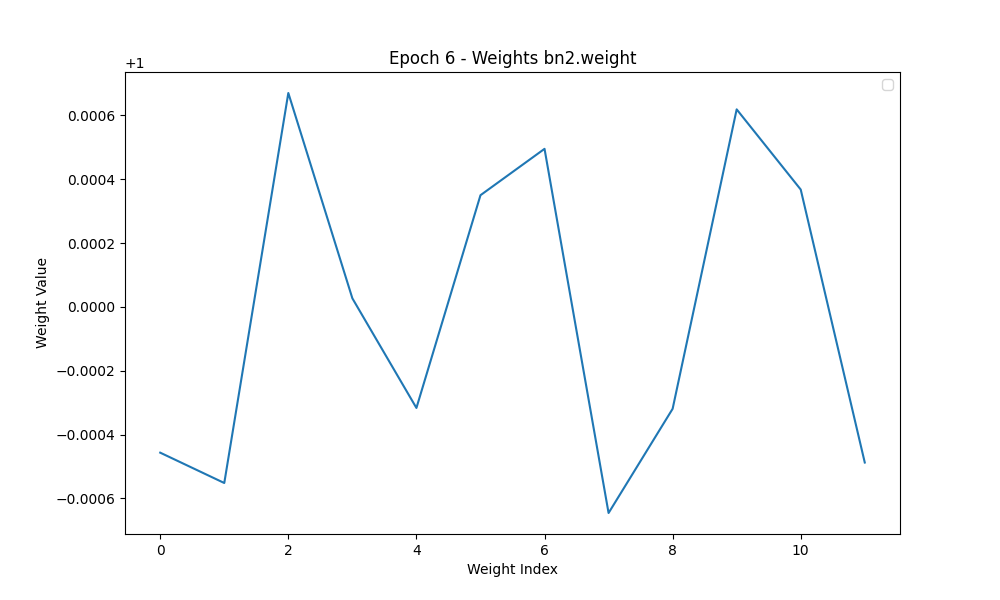 Epoch 6 - Weights bn2.weight
+1
0.0006
0.0004
0.0002
0.0000
−0.0002
−0.0004
−0.0006
Weight Value
0 2 4 6 8 10
Weight Index